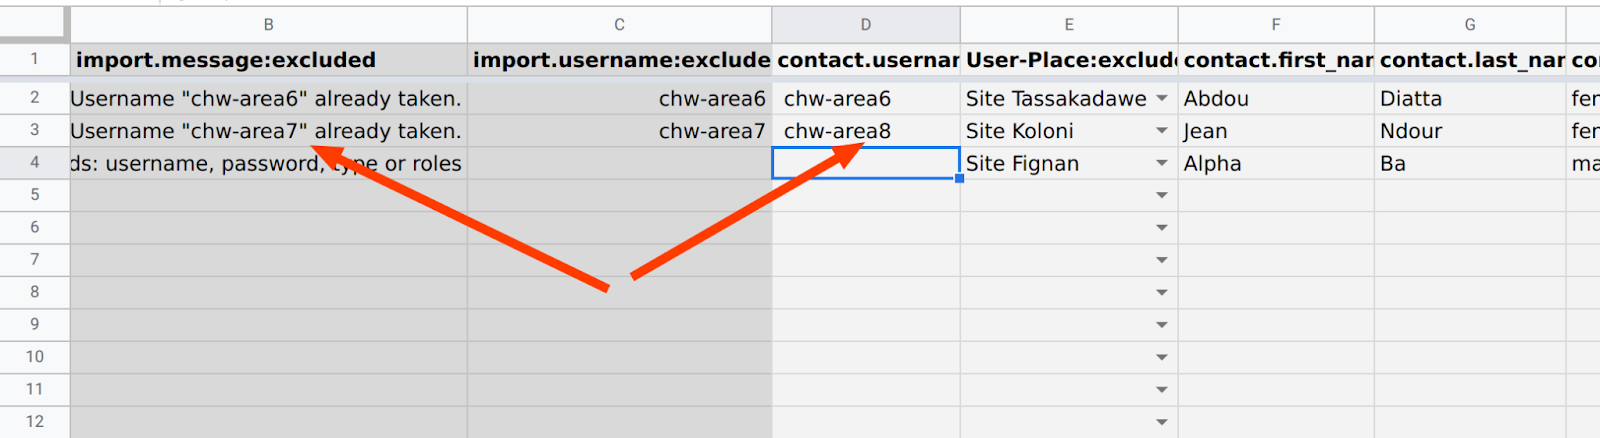 B C D E F G
1 import.message:excluded import.username:exclude contact.usernar User-Place:exclude contact.first_nar contact.last_nar co
2 Username "chw-area6" already taken. chw-area6 chw-area6 Site Tassakadawe Abdou Diatta fer
3 Username "chw-area7" already taken. chw-area7 chw-area8 Site Koloni Jean Ndour fer
4 ds: username, password, type or roles Site Fignan Alpha Ba ma
5
6
7
8
9
10
11
12